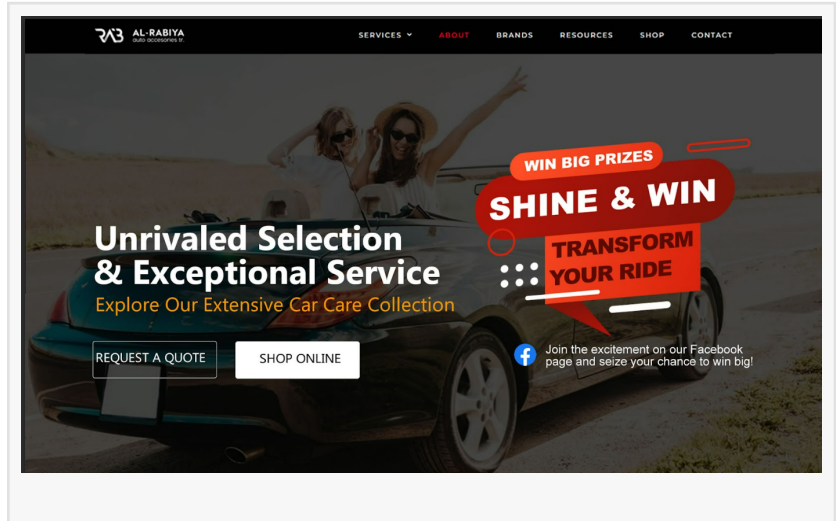 RAB
AL-RABIYA
auto accesories tr.
SERVICES
ABOUT
BRANDS
RESOURCES
SHOP
CONTACT
WIN BIG PRIZES
SHINE & WIN
TRANSFORM
YOUR RIDE
Unrivaled Selection
& Exceptional Service
Explore Our Extensive Car Care Collection
REQUEST A QUOTE
SHOP ONLINE
Join the excitement on our Facebook
page and seize your chance to win big!